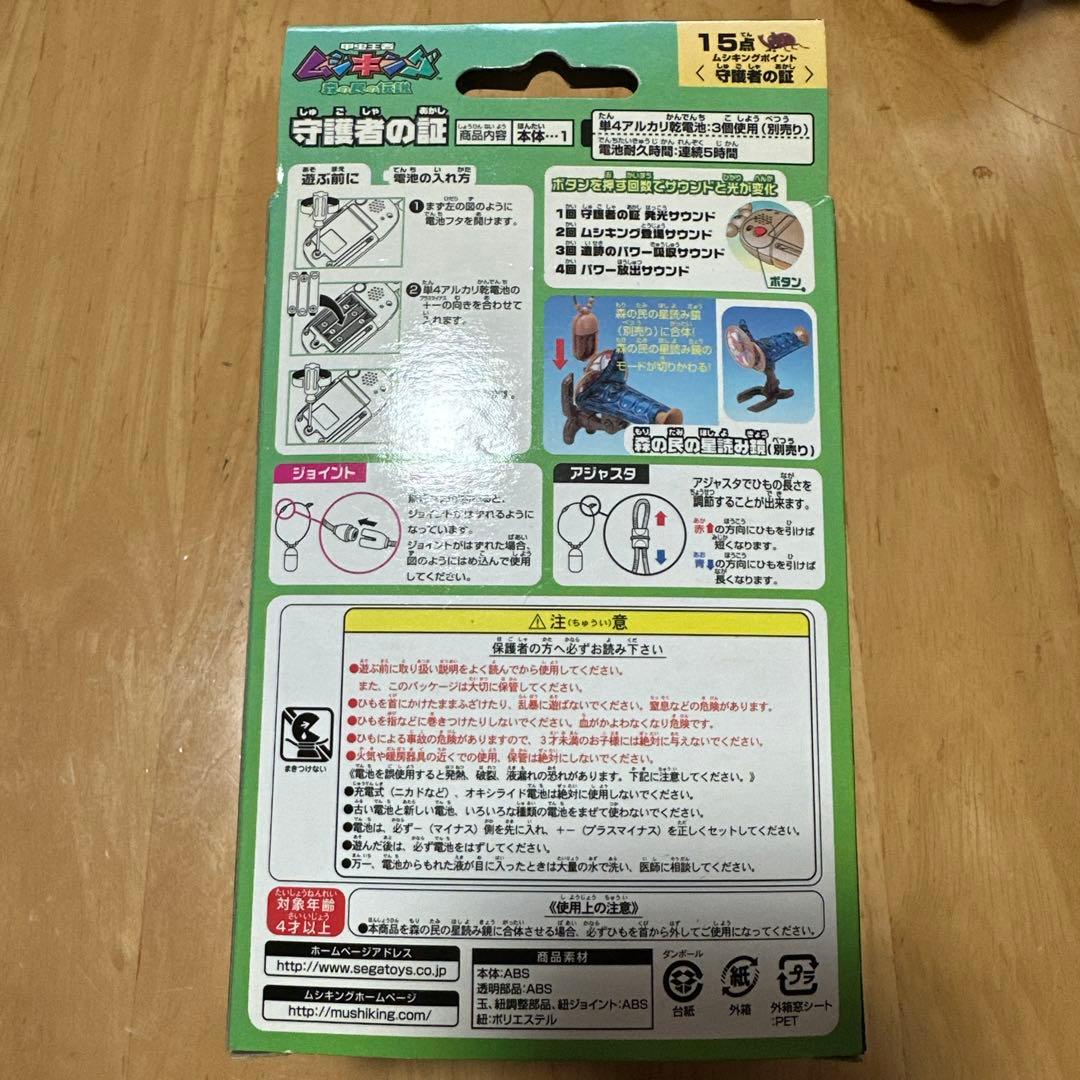 甲虫王者
ムシキング
森の民の伝説
15点
ムシキングポイント
〈守護者の証〉
守護者の証
商品内容
本体…1
単4アルカリ乾電池:3個使用(別売り)
電池耐久時間:連続5時間
遊ぶ前に
電池の入れ方
1まず左の図のように
電池フタを開けます。
2単4アルカリ乾電池の
+ーの向きを合わせて
入れます。
です。
ボタンを押す回数でサウンドと光が変化
1回 守護者の証 発光サウンド
2回 ムシキング登場サウンド
3回 遺跡のパワー吸収サウンド
4回 パワー放出サウンド
ボタン
森の民の星読み鏡
(別売り)に合体!
森の民の星読み鏡の
モードが切りかわる!
森の民の星読み鏡(別売り)
ジョイント
ジョイントがはずれるように
なっています。
ジョイントがはずれた場合、
図のようにはめ込んで使用
してください。
アジャスタ
アジャスタでひもの長さを
調節することが出来ます。
赤⬆の方向にひもを引けば
短くなります。
青⬇の方向にひもを引けば
長くなります。
⚠注(ちゅうい)意
保護者の方へ必ずお読み下さい
●遊ぶ前に取り扱い説明をよく読んでから使用してください。
また、このパッケージは大切に保管してください。
●ひもを首にかけたままふざけたり、乱暴に遊ばないでください。窒息などの危険があります。
●ひもを指などに巻きつけたりしないでください。血がかよわなくなり危険です。
●ひもによる事故の危険がありますので、3才未満のお子様には絶対に与えないでください。
●火気や暖房器具の近くでの使用、保管は絶対にしないでください。
《電池を誤使用すると発熱、破裂、液漏れの恐れがあります。下記に注意してください。》
●充電式(ニカドなど)、オキシライド電池は絶対に使用しないでください。
●古い電池と新しい電池、いろいろな種類の電池をまぜて使わないでください。
●電池は、必ずー(マイナス)側を先に入れ、+ー(プラスマイナス)を正しくセットしてください。
●遊んだ後は、必ず電池をはずしてください。
●万一、電池からもれた液が目に入ったときは大量の水で洗い、医師に相談してください。
まきつけない
たいしょうねんれい
対象年齢
さいいじょう
4才以上
《使用上の注意》
●本商品を森の民の星読み鏡に合体させる場合、必ずひもを首から外してご使用になってください。
ホームページアドレス
http://www.segatoys.co.jp
ムシキングホームページ
http://mushiking.com/
商品素材
本体:ABS
透明部品:ABS
玉、紐調整部品、紐ジョイント:ABS
紐:ポリエステル
ダンボール
台紙
紙
外箱
プラ
外箱窓シート
:PET